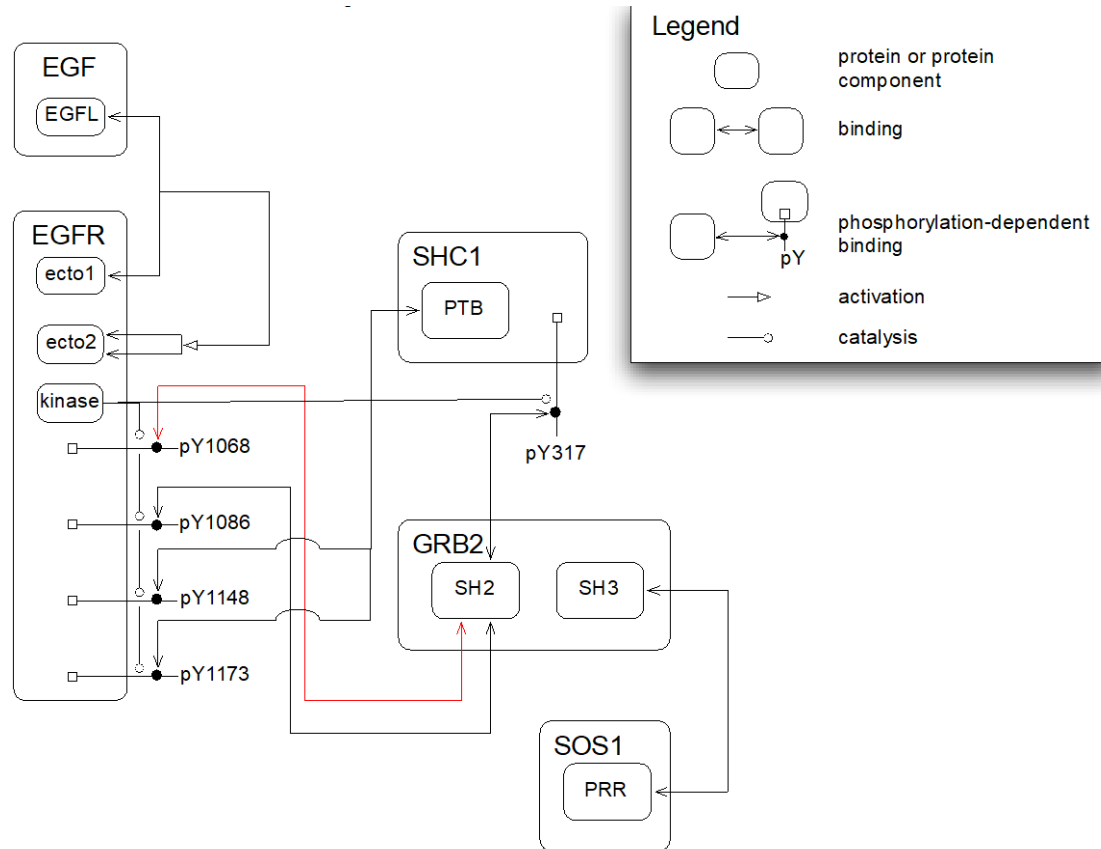 EGF
EGFL
EGFR
ecto1
ecto2
kinase
pY1068
pY1086
pY1148
pY1173
SHC1
PTB
pY317
GRB2
SH2
SH3
SOS1
PRR
Legend
protein or protein
component
binding
phosphorylation-dependent
binding
pY
activation
catalysis